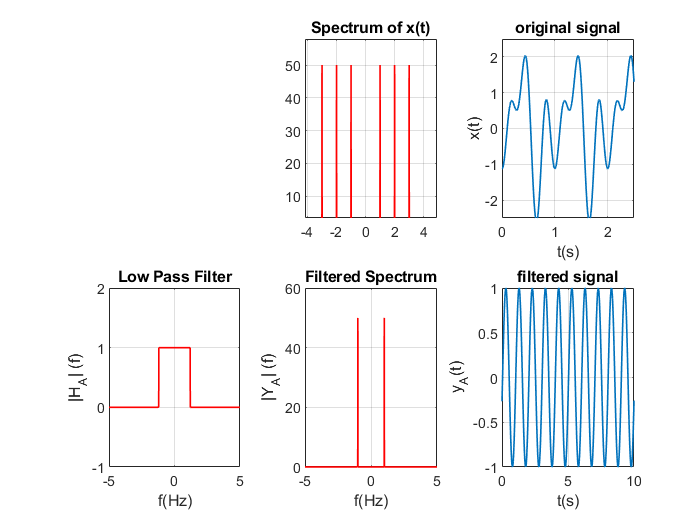 Spectrum of x(t)
50
40
30
20
10
-4 -2 0 2 4
original signal
x(t)
2
1
0
-1
-2
0 1 2
t(s)
Low Pass Filter
|H_A| (f)
2
1
0
-1
-5 0 5
f(Hz)
Filtered Spectrum
|Y_A| (f)
60
40
20
0
-5 0 5
f(Hz)
filtered signal
y_A(t)
1
0.5
0
-0.5
-1
0 5 10
t(s)